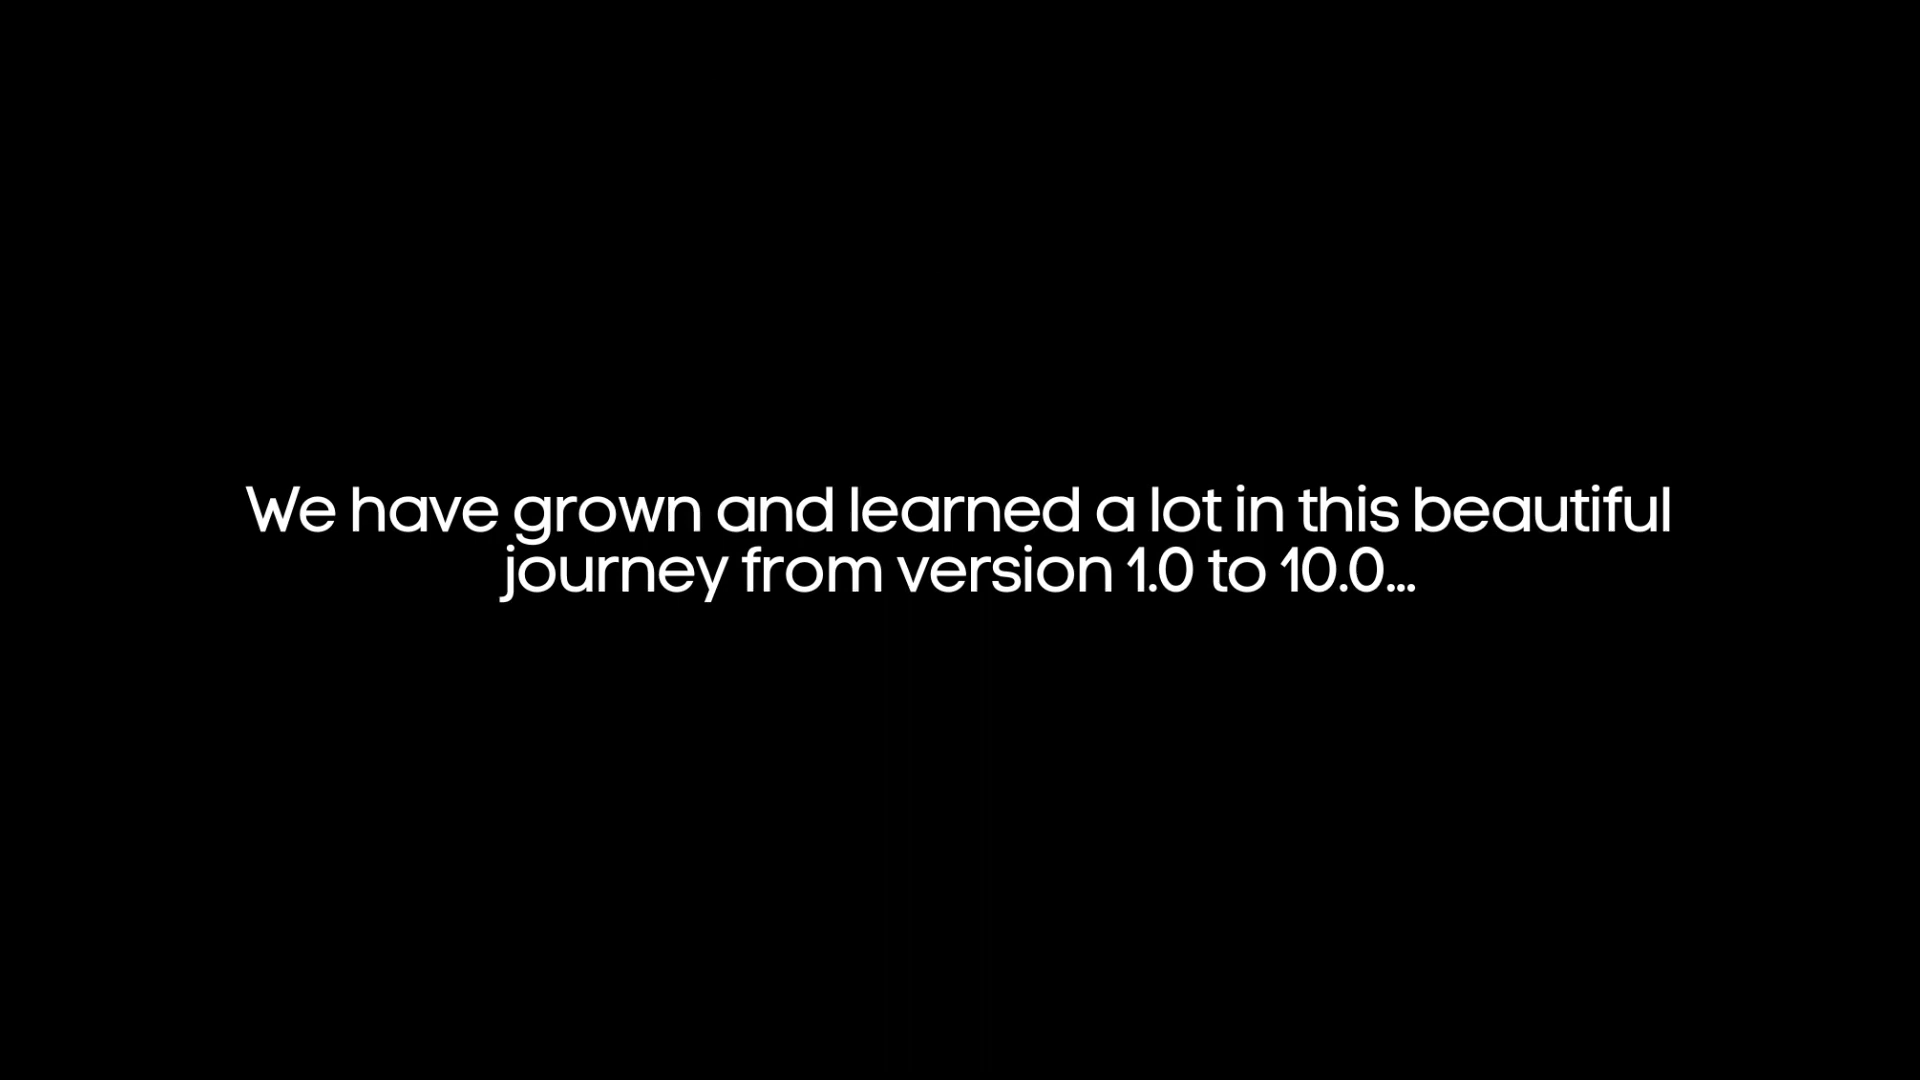 We have grown and learned a lot in this beautiful
journey from version 1.0 to 10.0...